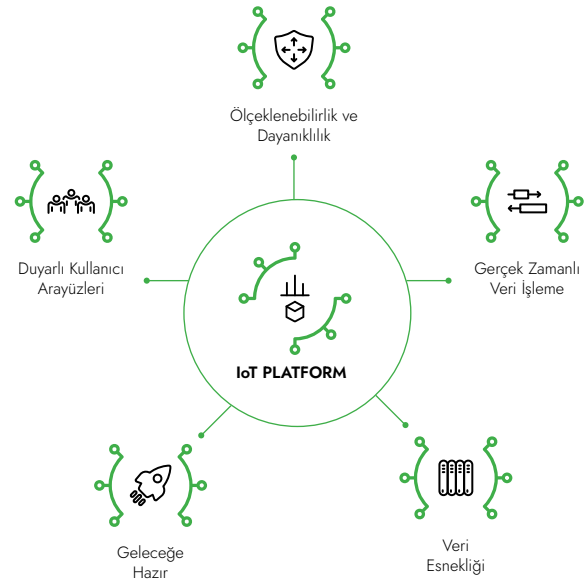 Ölçeklenebilirlik ve
Dayanıklılık
Duyarlı Kullanıcı
Arayüzleri
Gerçek Zamanlı
Veri İşleme
IoT PLATFORM
Geleceğe
Hazır
Veri
Esnekliği